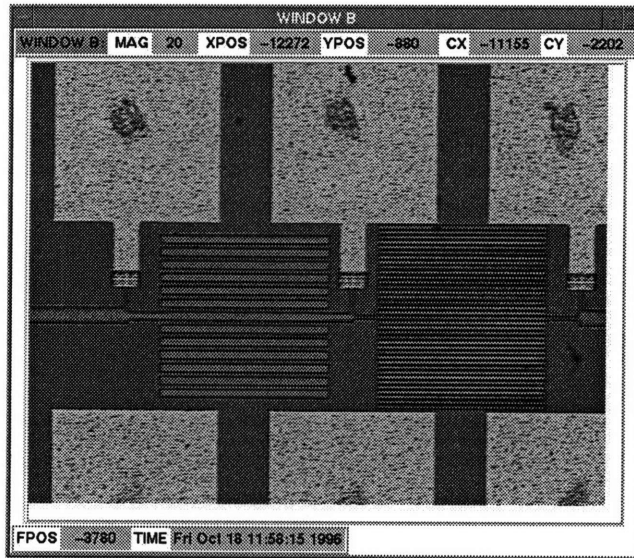 WINDOW B
WINDOW B: MAG 20 XPOS -12272 YPOS -880 CX -11155 CY -2202
FPOS -3780 TIME Fri Oct 18 11:58:15 1996